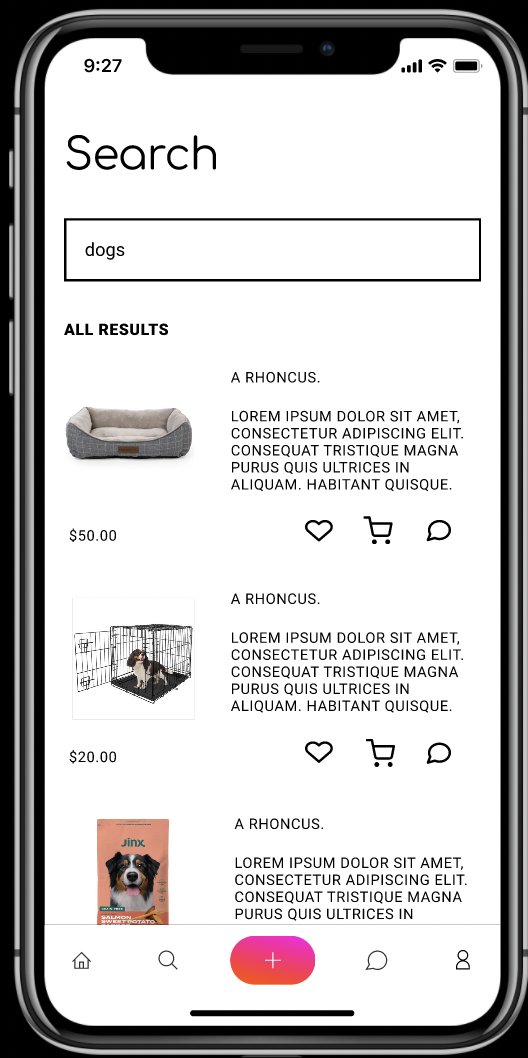 9:27
Search
dogs
ALL RESULTS
A RHONCUS.
LOREM IPSUM DOLOR SIT AMET,
CONSECTETUR ADIPISCING ELIT.
CONSEQUAT TRISTIQUE MAGNA
PURUS QUIS ULTRICES IN
ALIQUAM. HABITANT QUISQUE.
$50.00
A RHONCUS.
LOREM IPSUM DOLOR SIT AMET,
CONSECTETUR ADIPISCING ELIT.
CONSEQUAT TRISTIQUE MAGNA
PURUS QUIS ULTRICES IN
ALIQUAM. HABITANT QUISQUE.
$20.00
Jinx
SALMON
SWEET POTATO
A RHONCUS.
LOREM IPSUM DOLOR SIT AMET,
CONSECTETUR ADIPISCING ELIT.
CONSEQUAT TRISTIQUE MAGNA
PURUS QUIS ULTRICES IN